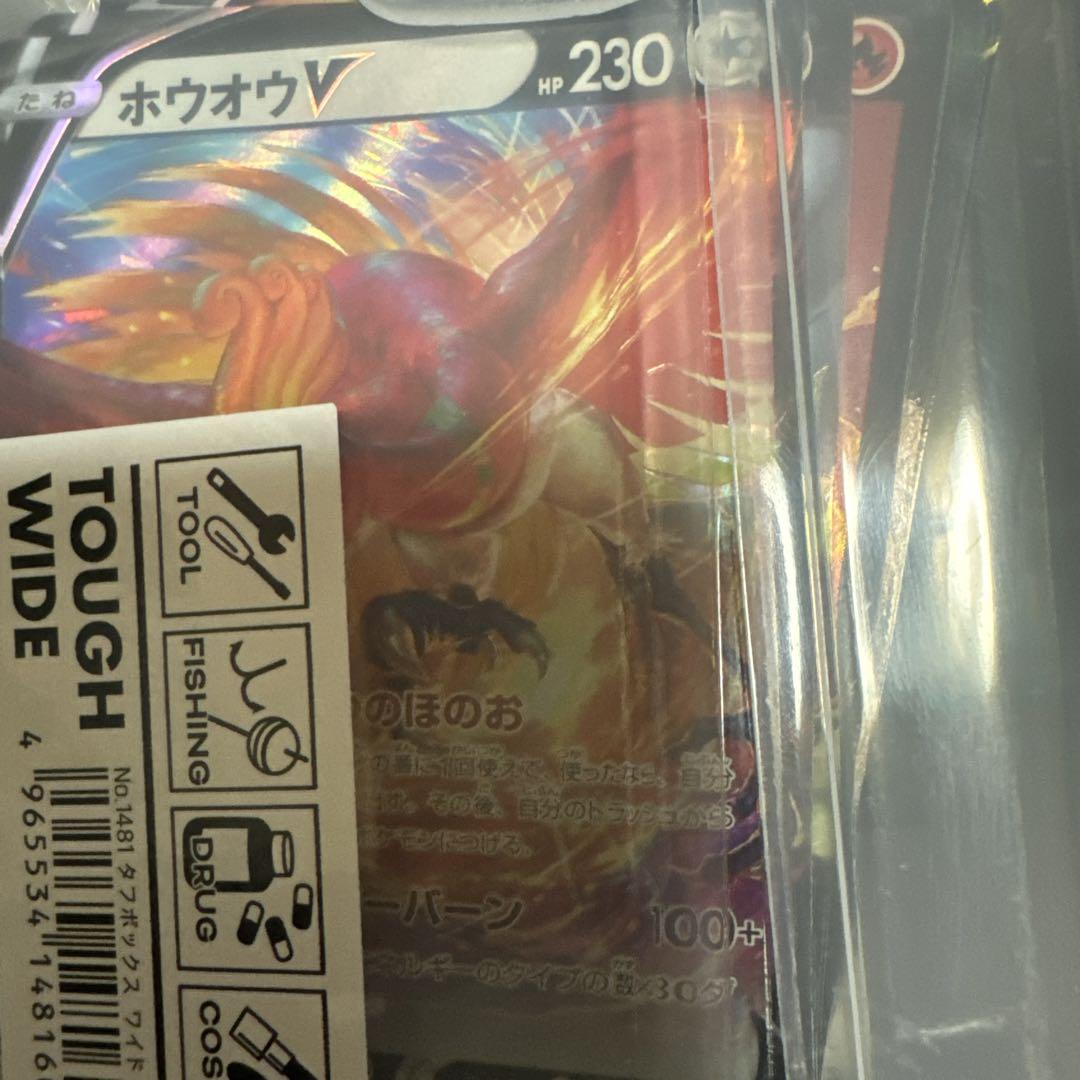 たね
ホウオウV
HP 230
のほのお
の番に1回使えて、使ったなら、自分
その後、自分のトラッシュから
ポケモンにつける。
ーバーン 100+
ネルギーのタイプの数×30ダ
TOUGH
WIDE
TOOL
FISHING
DRUG
COS
No.1481 タフボックス ワイド
4 965534 14816